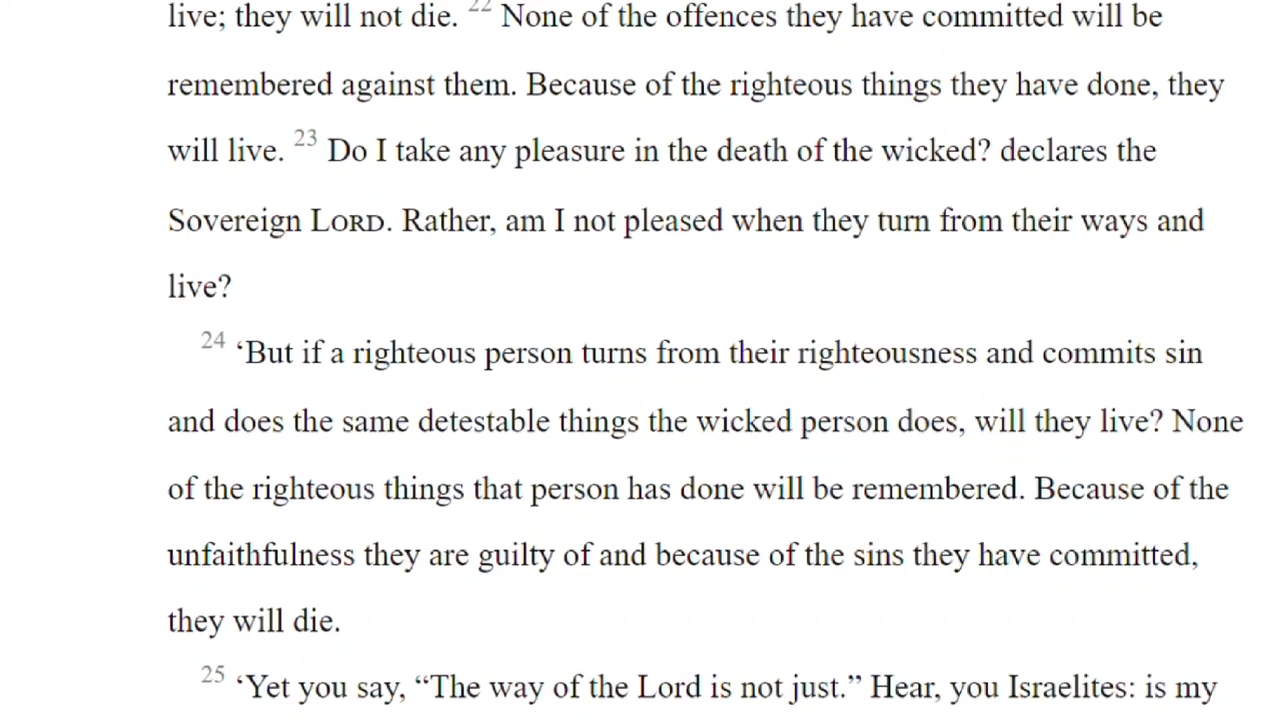 live; they will not die. 22 None of the offences they have committed will be
remembered against them. Because of the righteous things they have done, they
will live. 23 Do I take any pleasure in the death of the wicked? declares the
Sovereign LORD. Rather, am I not pleased when they turn from their ways and
live?
24 ‘But if a righteous person turns from their righteousness and commits sin
and does the same detestable things the wicked person does, will they live? None
of the righteous things that person has done will be remembered. Because of the
unfaithfulness they are guilty of and because of the sins they have committed,
they will die.
25 ‘Yet you say, “The way of the Lord is not just.” Hear, you Israelites: is my